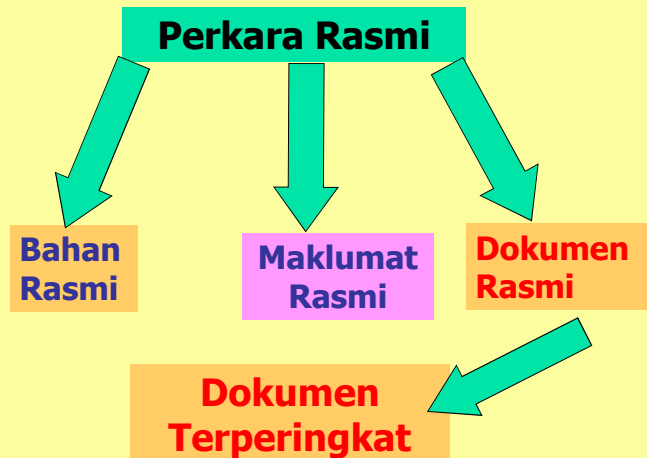 Perkara Rasmi
Bahan
Rasmi
Maklumat
Rasmi
Dokumen
Rasmi
Dokumen
Terperingkat